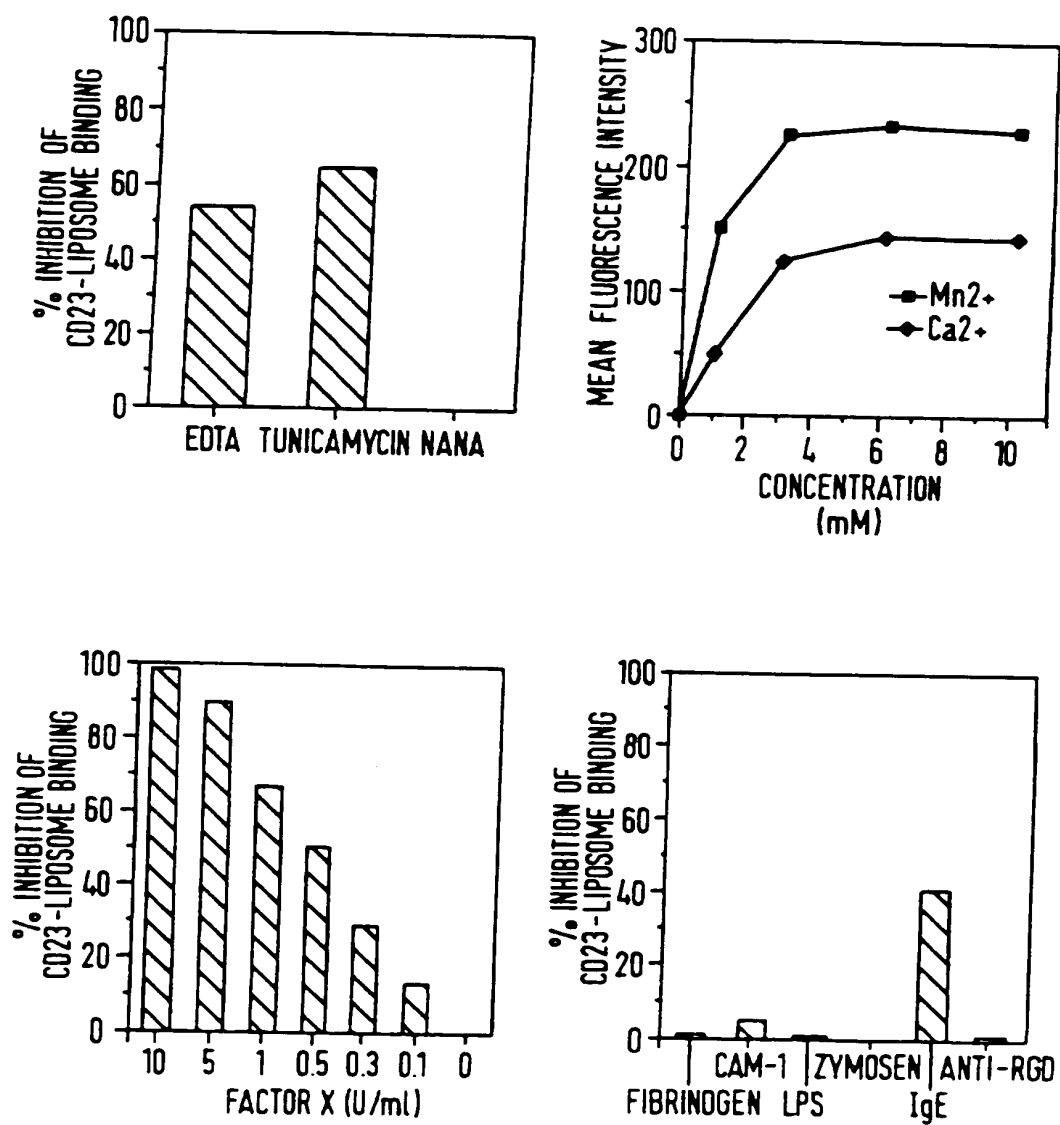 100
80
60
40
20
0
% INHIBITION OF
CD23-LIPOSOME BINDING
EDTA TUNICAMYCIN NANA
300
200
100
0
MEAN FLUORESCENCE INTENSITY
Mn2+
Ca2+
0 2 4 6 8 10
CONCENTRATION
(mM)
100
80
60
40
20
0
% INHIBITION OF
CD23-LIPOSOME BINDING
10 5 1 0.5 0.3 0.1 0
FACTOR X (U/ml)
100
80
60
40
20
0
% INHIBITION OF
CD23-LIPOSOME BINDING
CAM-1 ZYMOSEN ANTI-RGD
FIBRINOGEN LPS IgE